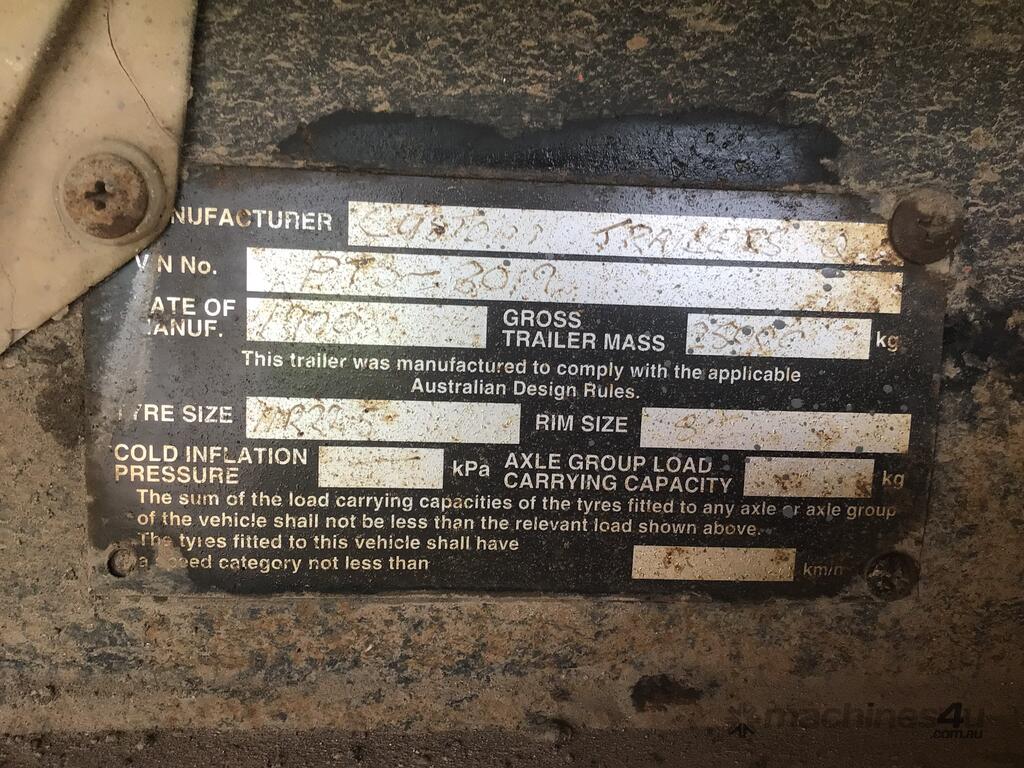 NUFACTURER CUSTOM TRAILERS
V N No.
ATE OF
ANUF.
GROSS
TRAILER MASS kg
This trailer was manufactured to comply with the applicable
Australian Design Rules.
YRE SIZE RIM SIZE 8
COLD INFLATION
PRESSURE kPa
AXLE GROUP LOAD
CARRYING CAPACITY kg
The sum of the load carrying capacities of the tyres fitted to any axle or axle group
of the vehicle shall not be less than the relevant load shown above.
The tyres fitted to this vehicle shall have
a speed category not less than km/h
machines4u
.com.au